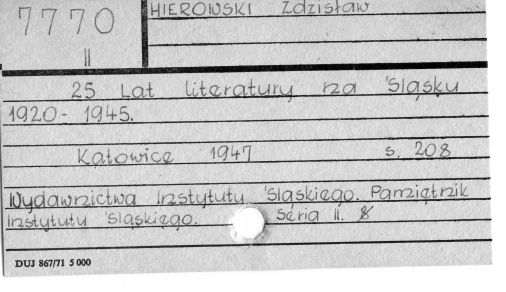 7770
II
HIEROWSKI Zdzisław
25 Lat literatury na Śląsku
1920 - 1945.
Katowice 1947 s. 208
Wydawnictwa Instytutu Śląskiego. Pamiętnik
Instytutu Śląskiego. Seria II. 8
DUJ 867/71 5 000